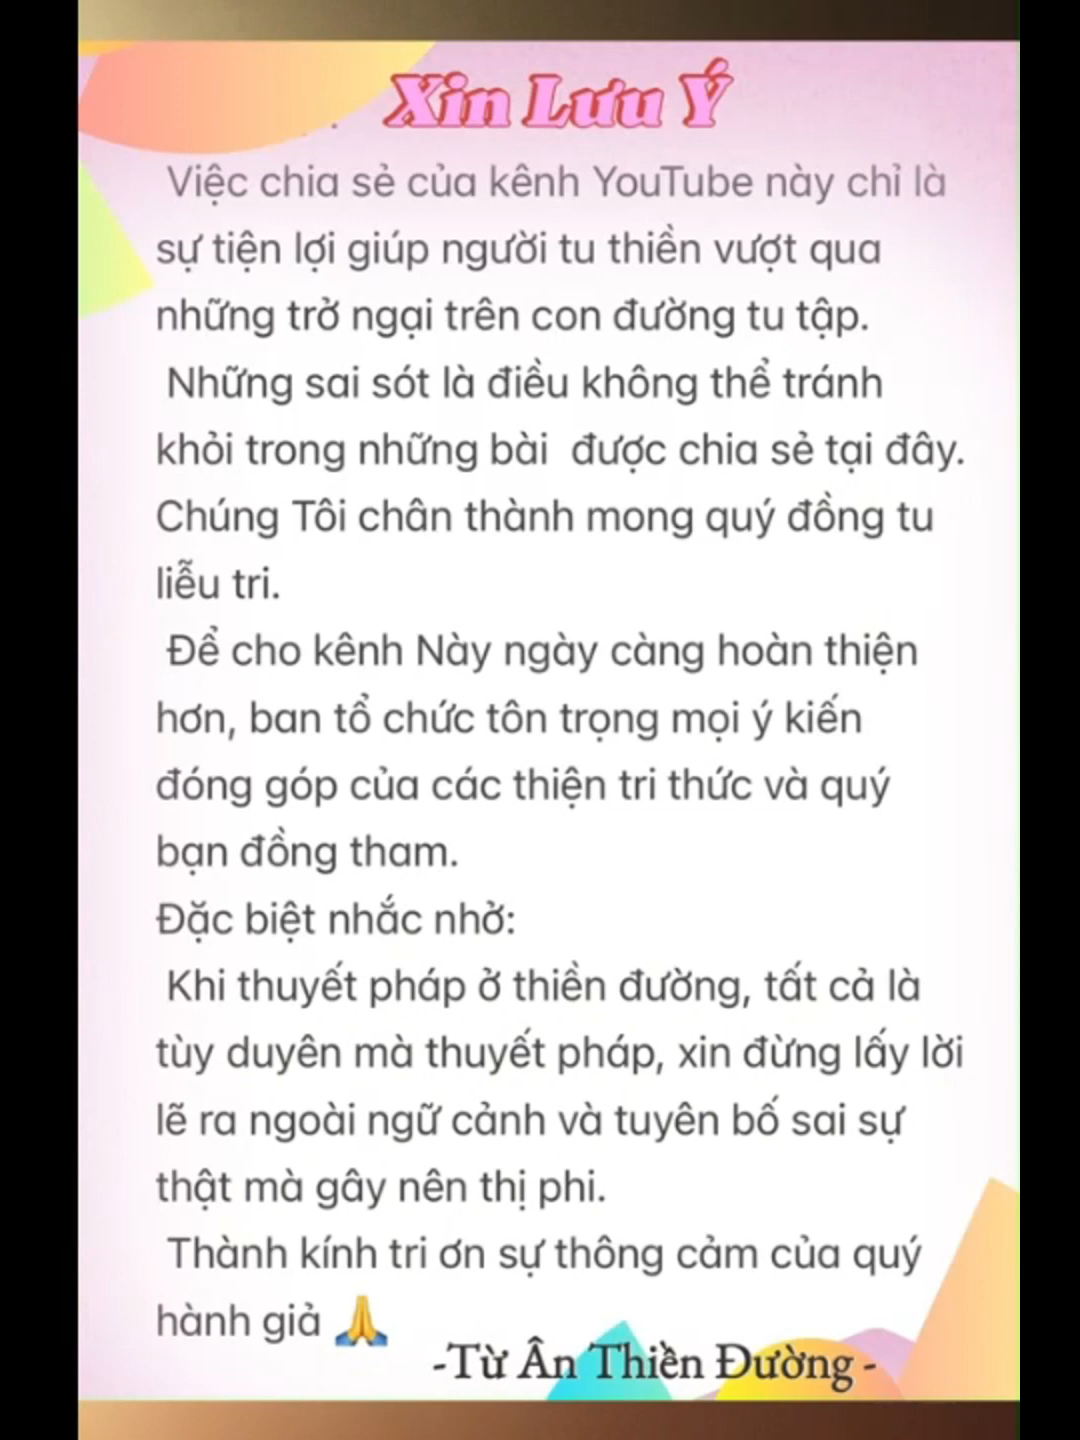 Xin Lưu Ý
Việc chia sẻ của kênh YouTube này chỉ là
sự tiện lợi giúp người tu thiền vượt qua
những trở ngại trên con đường tu tập.
Những sai sót là điều không thể tránh
khỏi trong những bài được chia sẻ tại đây.
Chúng Tôi chân thành mong quý đồng tu
liễu tri.
Để cho kênh Này ngày càng hoàn thiện
hơn, ban tổ chức tôn trọng mọi ý kiến
đóng góp của các thiện tri thức và quý
bạn đồng tham.
Đặc biệt nhắc nhở:
Khi thuyết pháp ở thiền đường, tất cả là
tùy duyên mà thuyết pháp, xin đừng lấy lời
lẽ ra ngoài ngữ cảnh và tuyên bố sai sự
thật mà gây nên thị phi.
Thành kính tri ơn sự thông cảm của quý
hành giả 🙏
-Từ Ân Thiền Đường -